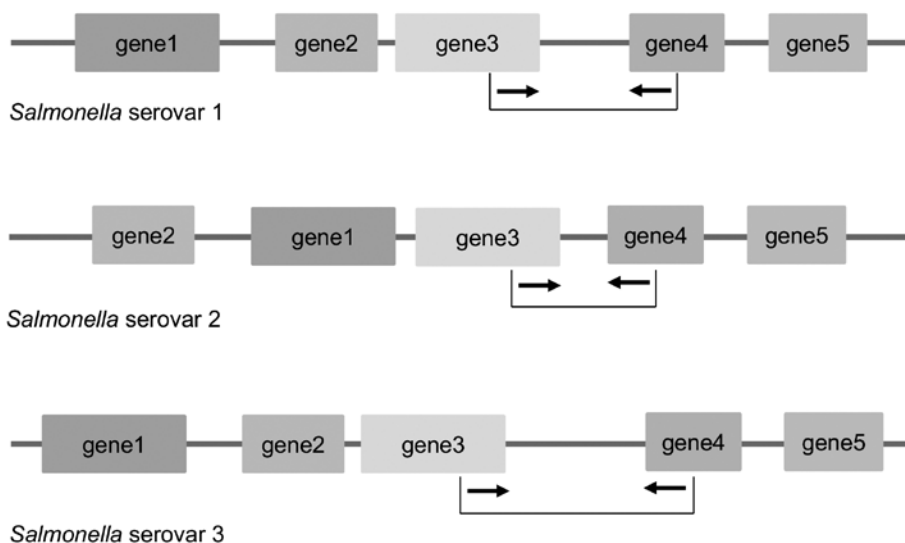 gene1 gene2 gene3 gene4 gene5
Salmonella serovar 1
gene2 gene1 gene3 gene4 gene5
Salmonella serovar 2
gene1 gene2 gene3 gene4 gene5
Salmonella serovar 3